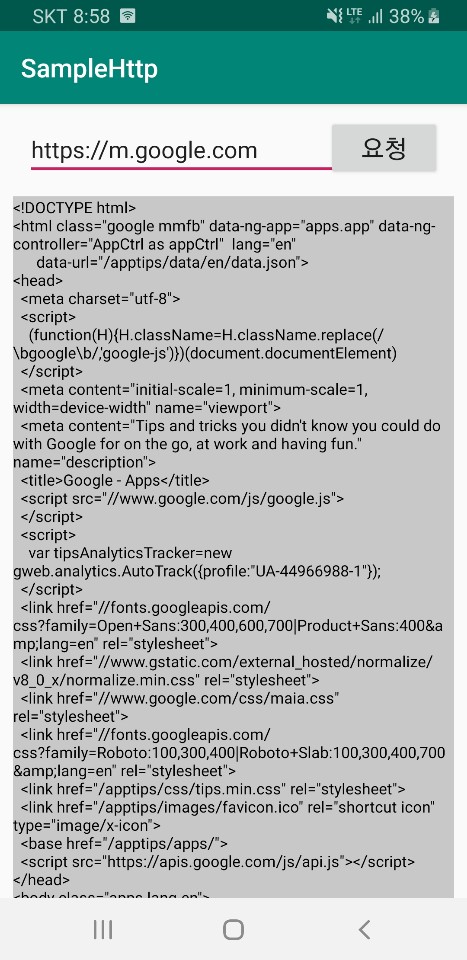 SKT 8:58 LTE 38%
SampleHttp
https://m.google.com 요청
<!DOCTYPE html>
<html class="google mmfb" data-ng-app="apps.app" data-ng-
controller="AppCtrl as appCtrl"  lang="en"
data-url="/apptips/data/en/data.json">
<head>
<meta charset="utf-8">
<script>
(function(H){H.className=H.className.replace(/
\bgoogle\b/,'google-js')})(document.documentElement)
</script>
<meta content="initial-scale=1, minimum-scale=1,
width=device-width" name="viewport">
<meta content="Tips and tricks you didn't know you could do
with Google for on the go, at work and having fun."
name="description">
<title>Google - Apps</title>
<script src="//www.google.com/js/google.js">
</script>
<script>
var tipsAnalyticsTracker=new
gweb.analytics.AutoTrack({profile:"UA-44966988-1"});
</script>
<link href="//fonts.googleapis.com/
css?family=Open+Sans:300,400,600,700|Product+Sans:400&a
mp;lang=en" rel="stylesheet">
<link href="//www.gstatic.com/external_hosted/normalize/
v8_0_x/normalize.min.css" rel="stylesheet">
<link href="//www.google.com/css/maia.css"
rel="stylesheet">
<link href="//fonts.googleapis.com/
css?family=Roboto:100,300,400|Roboto+Slab:100,300,400,700
&amp;lang=en" rel="stylesheet">
<link href="/apptips/css/tips.min.css" rel="stylesheet">
<link href="/apptips/images/favicon.ico" rel="shortcut icon"
type="image/x-icon">
<base href="/apptips/apps/">
<script src="https://apis.google.com/js/api.js"></script>
</head>
<body class="apps lang en">